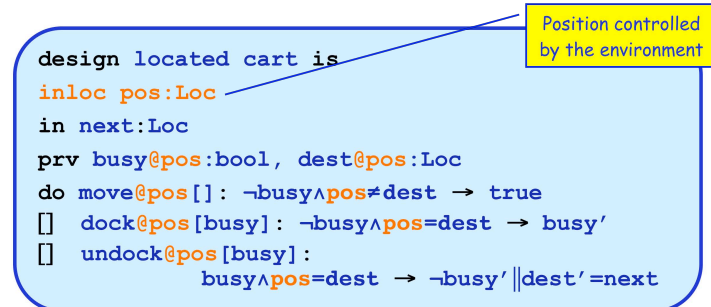 Position controlled
by the environment
design located cart is
inloc pos:Loc
in next:Loc
prv busy@pos:bool, dest@pos:Loc
do move@pos[]: ¬busy∧pos≠dest → true
[] dock@pos[busy]: ¬busy∧pos=dest → busy’
[] undock@pos[busy]:
busy∧pos=dest → ¬busy’‖dest’=next